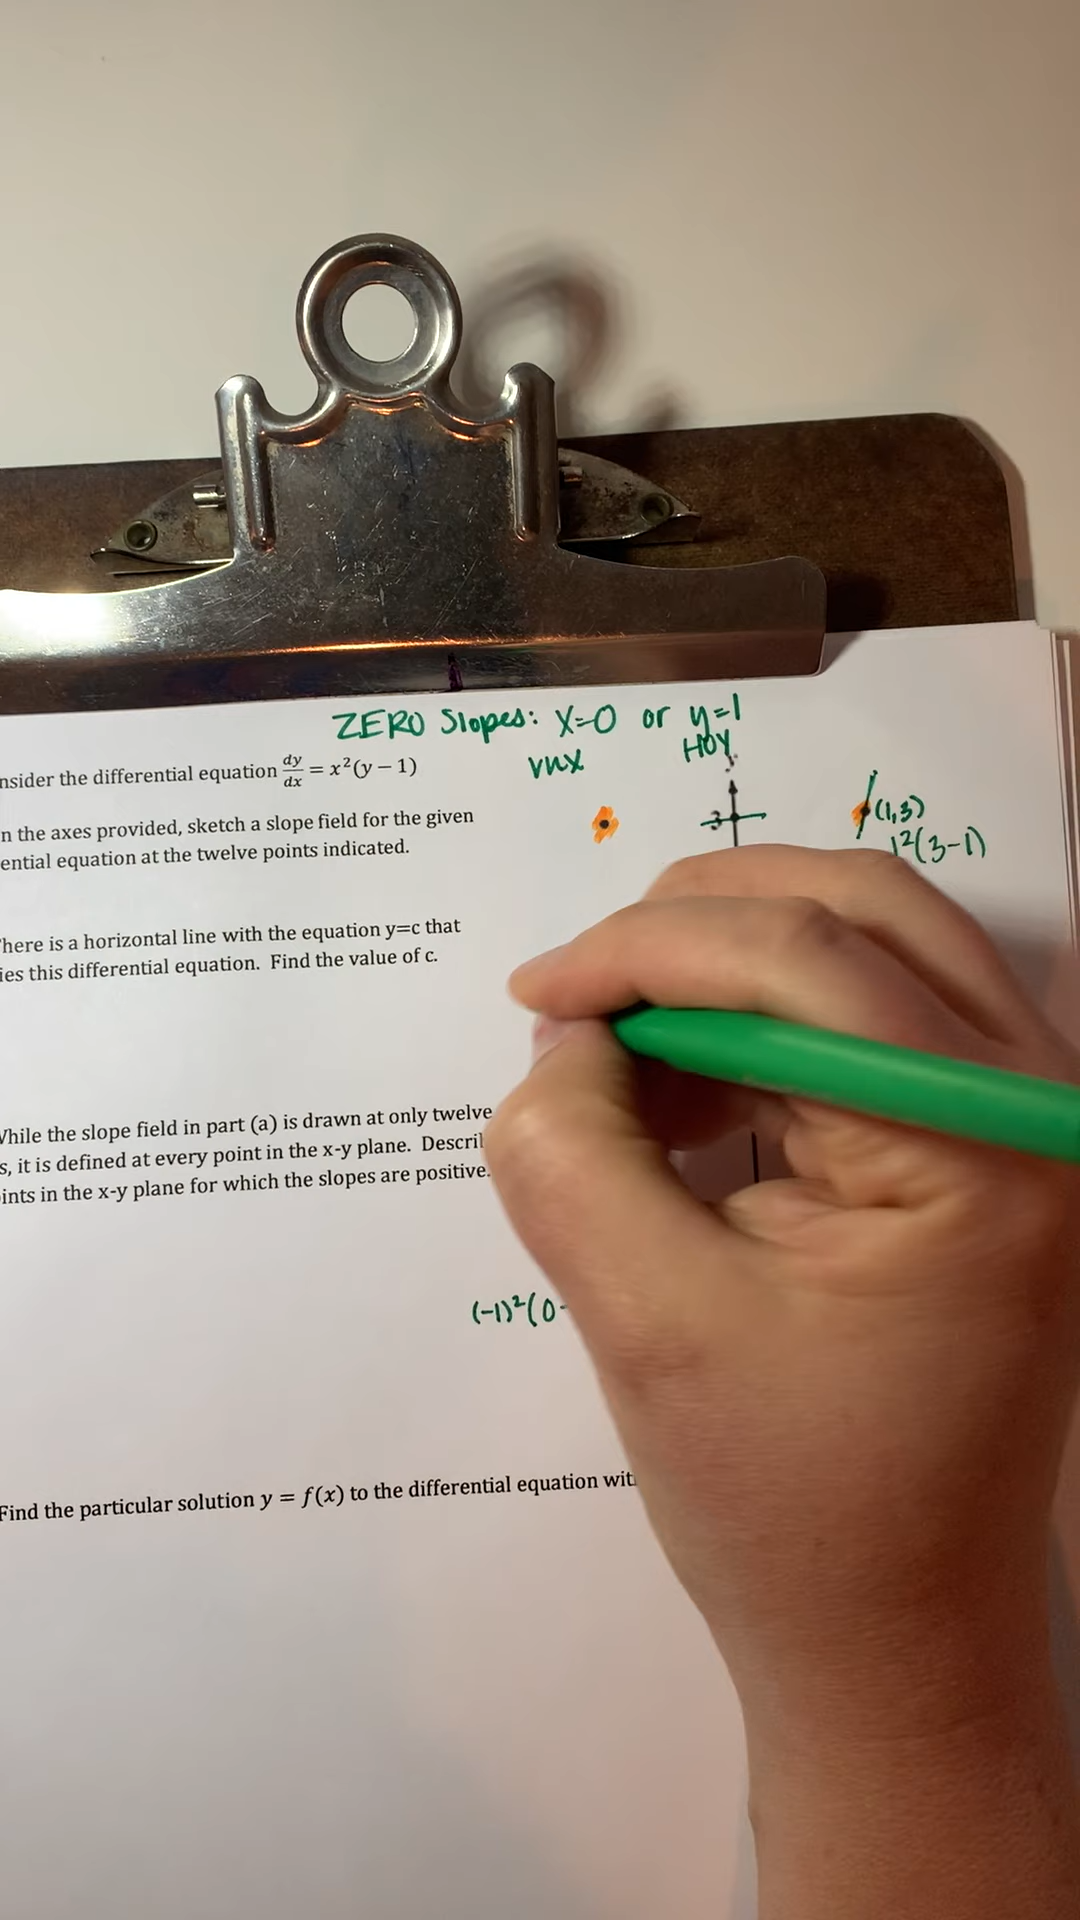 ZERO Slopes: x=0 or y=1
VUX HOY
nsider the differential equation dy/dx = x²(y − 1)
n the axes provided, sketch a slope field for the given
ential equation at the twelve points indicated.
3
(1,3)
1²(3-1)
here is a horizontal line with the equation y=c that
ies this differential equation. Find the value of c.
While the slope field in part (a) is drawn at only twelve
s, it is defined at every point in the x-y plane. Descri
ints in the x-y plane for which the slopes are positive.
(-1)²(0-
Find the particular solution y = f(x) to the differential equation wit